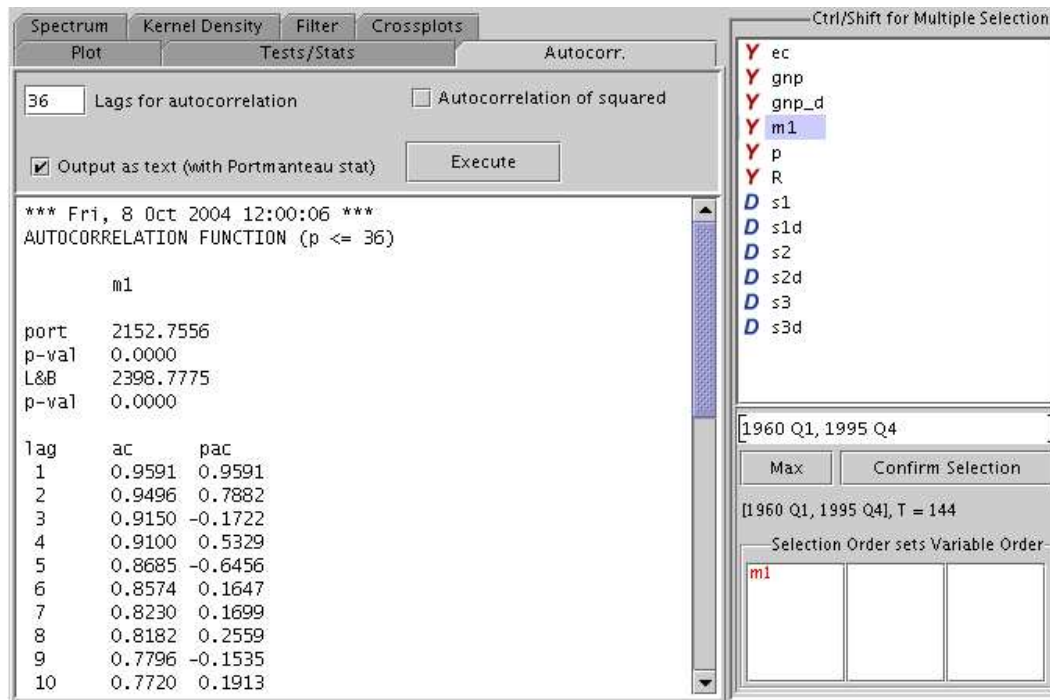 Spectrum Kernel Density Filter Crossplots
Plot Tests/Stats Autocorr.
36 Lags for autocorrelation Autocorrelation of squared
Output as text (with Portmanteau stat) Execute
*** Fri, 8 Oct 2004 12:00:06 ***
AUTOCORRELATION FUNCTION (p <= 36)
m1
port 2152.7556
p-val 0.0000
L&B 2398.7775
p-val 0.0000
lag ac pac
1 0.9591 0.9591
2 0.9496 0.7882
3 0.9150 -0.1722
4 0.9100 0.5329
5 0.8685 -0.6456
6 0.8574 0.1647
7 0.8230 0.1699
8 0.8182 0.2559
9 0.7796 -0.1535
10 0.7720 0.1913
Ctrl/Shift for Multiple Selection
Y ec
Y gnp
Y gnp_d
Y m1
Y p
Y R
D s1
D s1d
D s2
D s2d
D s3
D s3d
[1960 Q1, 1995 Q4]
Max Confirm Selection
[1960 Q1, 1995 Q4], T = 144
Selection Order sets Variable Order
m1